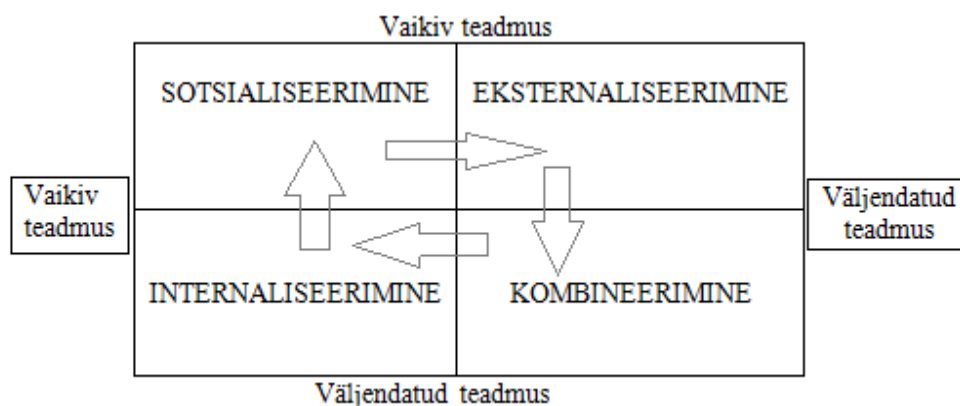 Vaikiv teadmus
SOTSIALISEERIMINE
EKSTERNALISEERIMINE
Vaikiv
teadmus
Väljendatud
teadmus
INTERNALISEERIMINE
KOMBINEERIMINE
Väljendatud teadmus